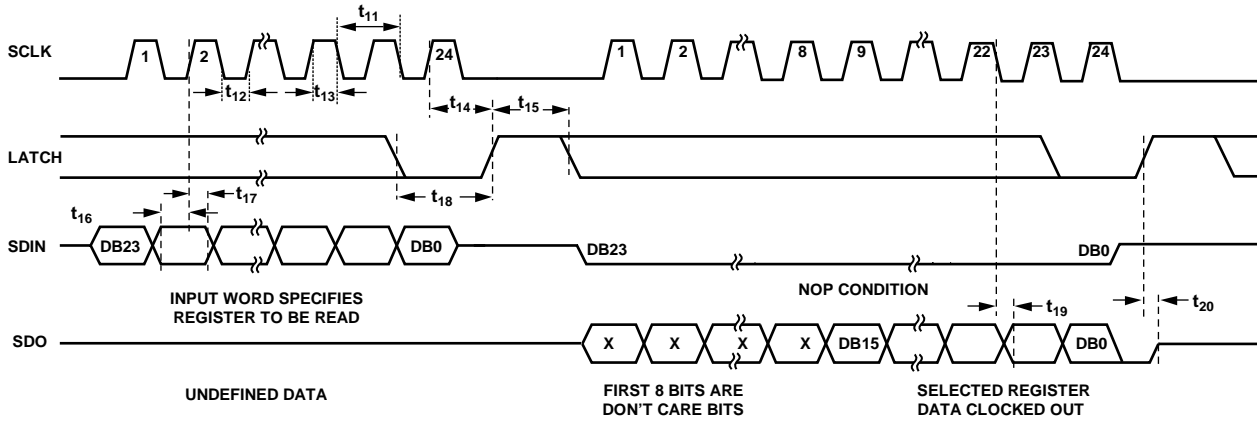 t11
SCLK 1 2 24 1 2 8 9 22 23 24
t12 t13 t14 t15
LATCH
t16 t17 t18
SDIN DB23 DB0 DB23 DB0
INPUT WORD SPECIFIES
REGISTER TO BE READ
NOP CONDITION
t19 t20
SDO X X X X DB15 DB0
UNDEFINED DATA
FIRST 8 BITS ARE
DON'T CARE BITS
SELECTED REGISTER
DATA CLOCKED OUT